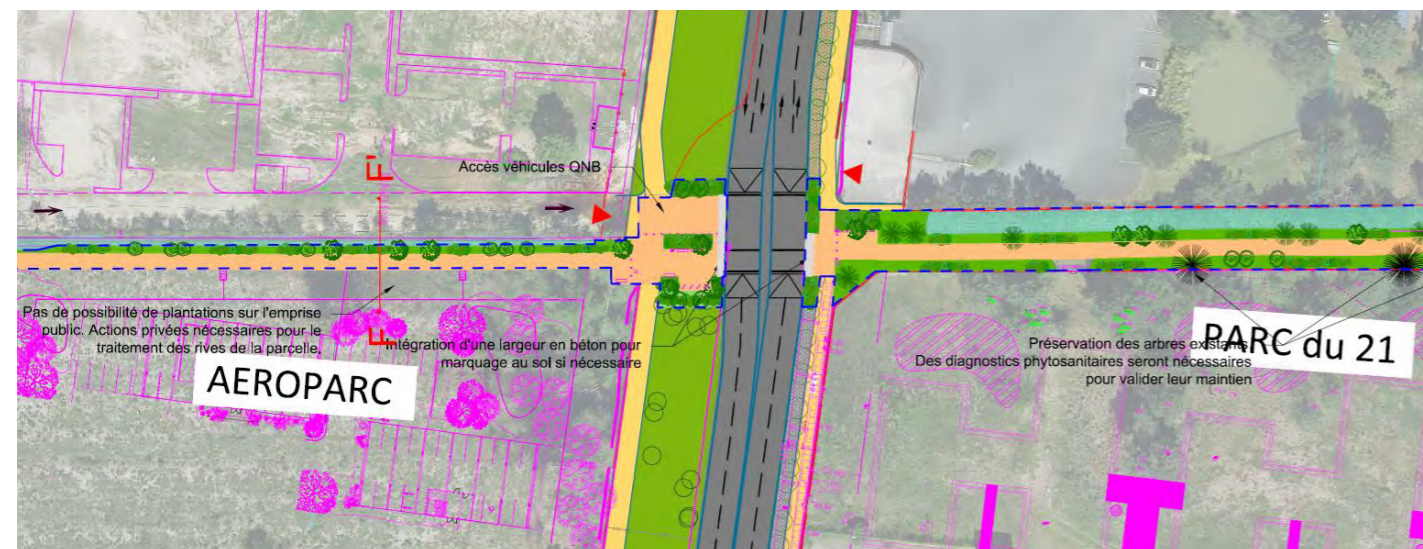 F'
Accès véhicules QNB
Pas de possibilité de plantations sur l'emprise
public. Actions privées nécessaires pour le
traitement des rives de la parcelle.
F
Intégration d'une largeur en béton pour
marquage au sol si nécessaire
AEROPARC
Préservation des arbres existants
Des diagnostics phytosanitaires seront nécessaires
pour valider leur maintien
PARC du 21